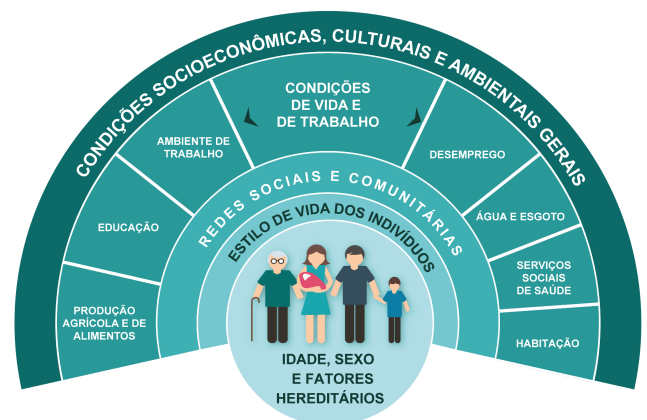 CONDIÇÕES SOCIOECONÔMICAS, CULTURAIS E AMBIENTAIS GERAIS
CONDIÇÕES
DE VIDA E
DE TRABALHO
AMBIENTE DE
TRABALHO
DESEMPREGO
EDUCAÇÃO
ÁGUA E ESGOTO
PRODUÇÃO
AGRÍCOLA E DE
ALIMENTOS
SERVIÇOS
SOCIAIS
DE SAÚDE
HABITAÇÃO
REDES SOCIAIS E COMUNITÁRIAS
ESTILO DE VIDA DOS INDIVÍDUOS
IDADE, SEXO
E FATORES
HEREDITÁRIOS